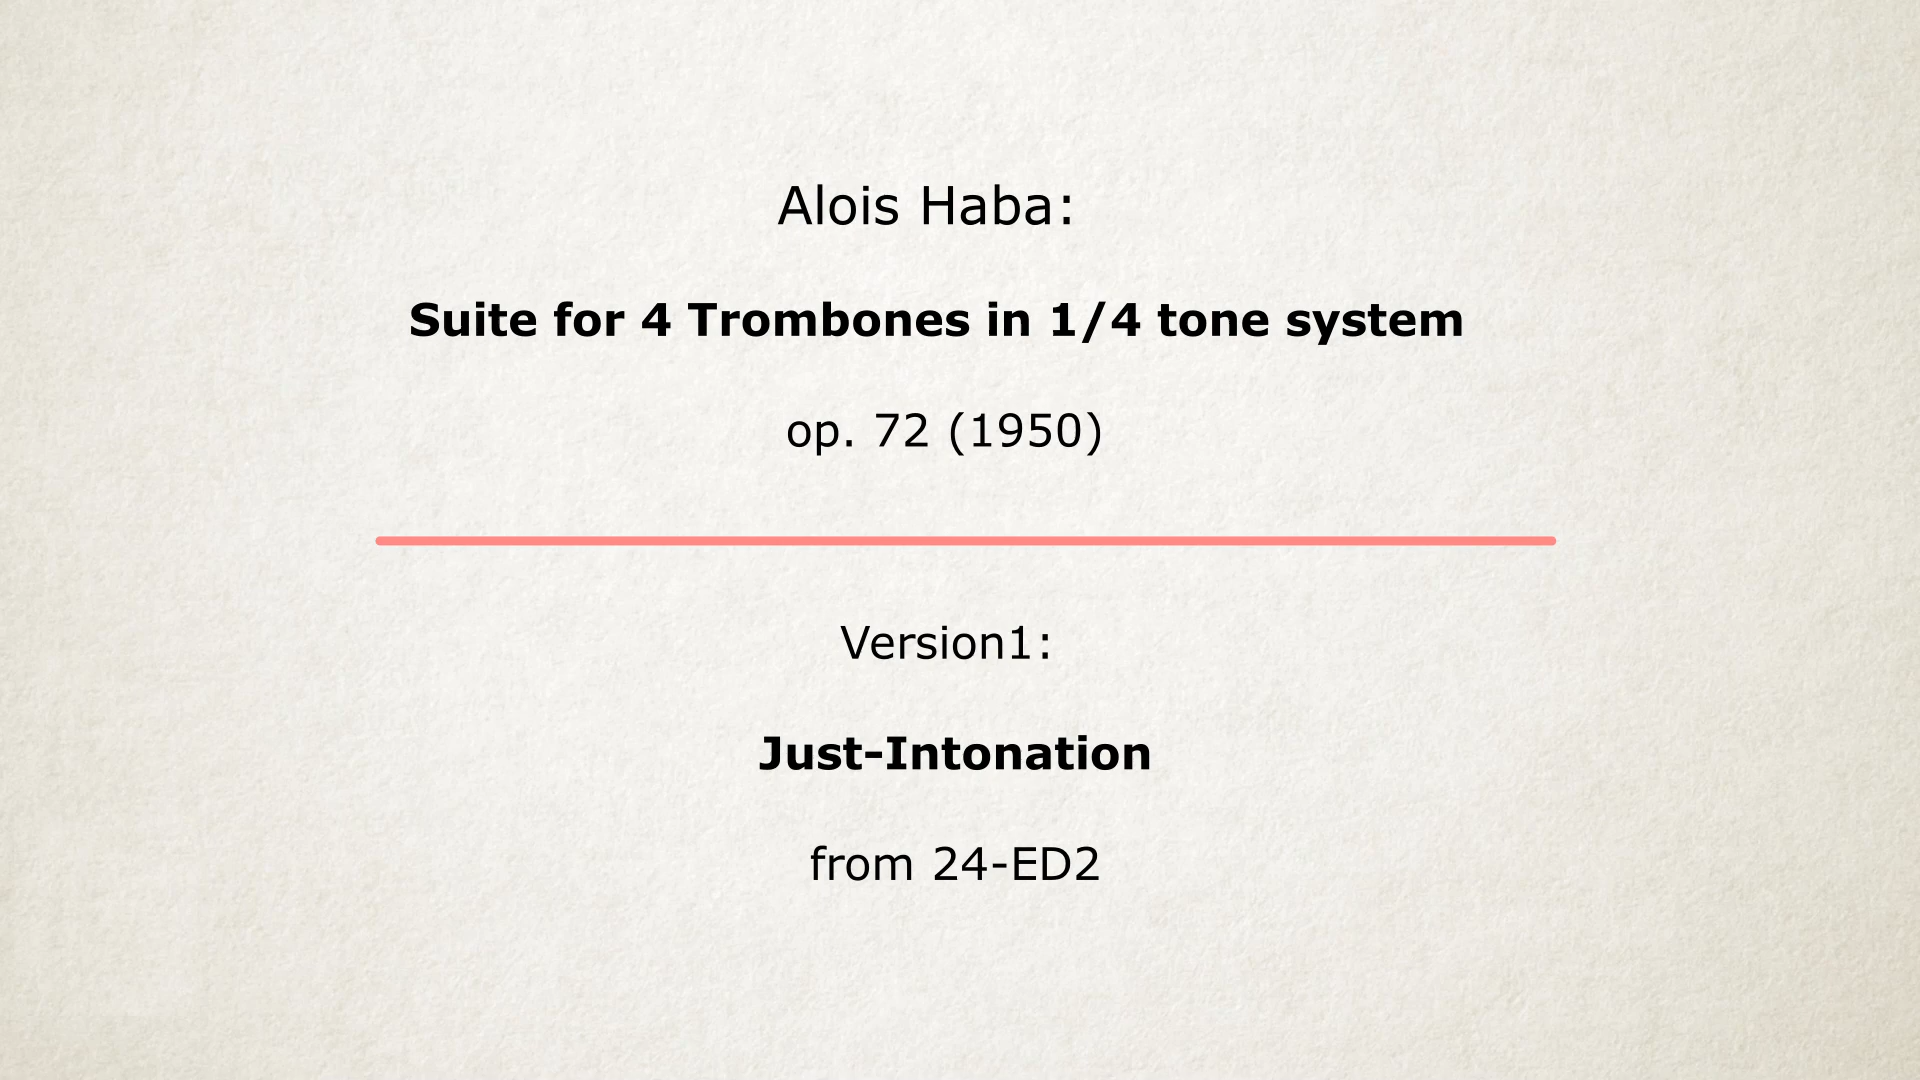 Alois Haba:
Suite for 4 Trombones in 1/4 tone system
op. 72 (1950)
Version1:
Just-Intonation
from 24-ED2